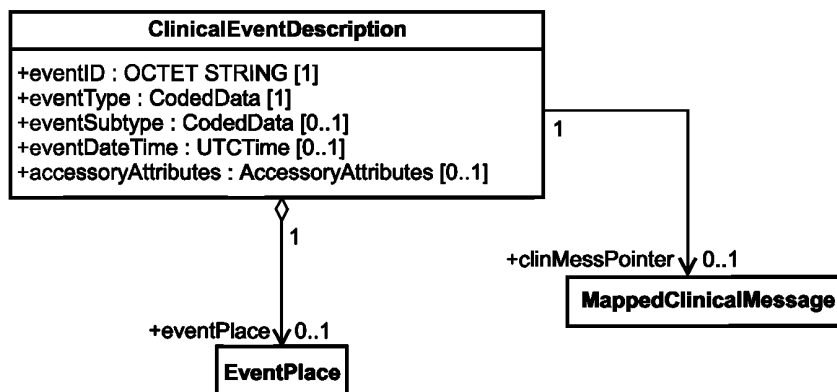 ClinicalEventDescription
+eventID : OCTET STRING [1]
+eventType : CodedData [1]
+eventSubtype : CodedData [0..1]
+eventDateTime : UTCTime [0..1]
+accessoryAttributes : AccessoryAttributes [0..1]
1
1
+clinMessPointer 0..1
MappedClinicalMessage
+eventPlace 0..1
EventPlace